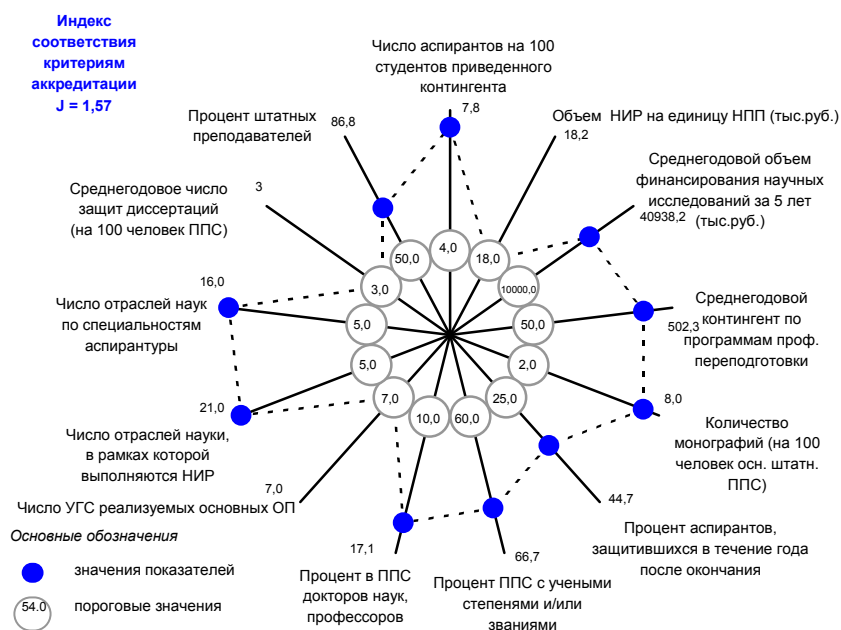 Индекс
соответствия
критериям
аккредитации
J = 1,57
Число аспирантов на 100
студентов приведенного
контингента
7,8
Объем НИР на единицу НПП (тыс.руб.)
18,2
Среднегодовой объем
финансирования научных
исследований за 5 лет
(тыс.руб.)
40938,2
Среднегодовой
контингент по
программам проф.
переподготовки
502,3
Количество
монографий (на 100
человек осн. штатн.
ППС)
8,0
Процент аспирантов,
защитившихся в течение года
после окончания
44,7
Процент ППС с учеными
степенями и/или
званиями
66,7
Процент в ППС
докторов наук,
профессоров
17,1
Число УГС реализуемых основных ОП
7,0
Число отраслей науки,
в рамках которой
выполняются НИР
21,0
Число отраслей наук
по специальностям
аспирантуры
16,0
Среднегодовое число
защит диссертаций
(на 100 человек ППС)
3
Процент штатных
преподавателей
86,8
4,0
18,0
10000,0
50,0
2,0
25,0
60,0
10,0
7,0
5,0
5,0
3,0
50,0
Основные обозначения
значения показателей
54.0
пороговые значения